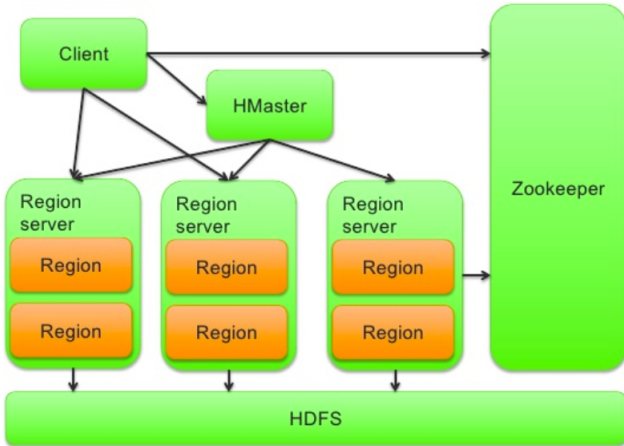 Client
HMaster
Zookeeper
Region
server
Region
Region
Region
server
Region
Region
Region
server
Region
Region
HDFS